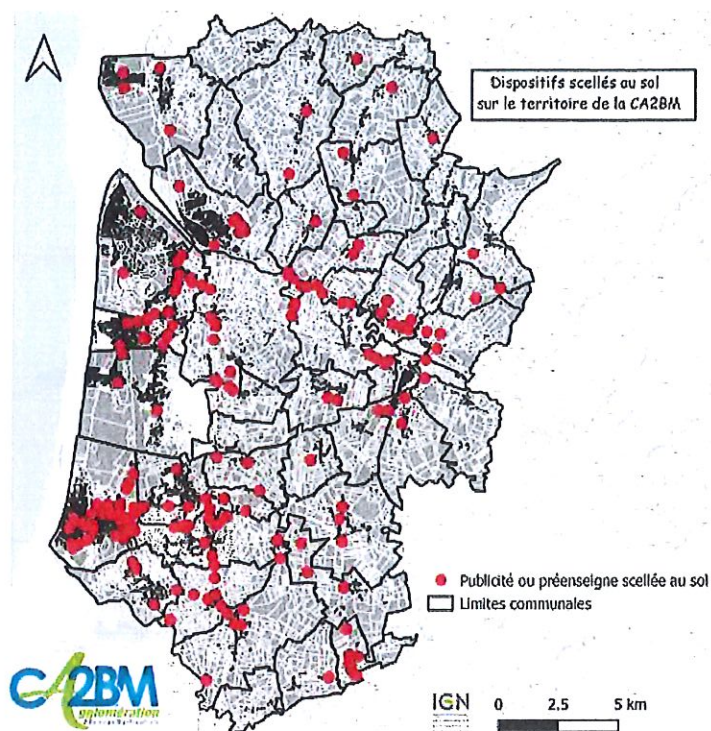 Dispositifs scellés au sol
sur le territoire de la CA2BM
Publicité ou préenseigne scellée au sol
Limites communales
CA2BM
agglomération
IGN
0 2.5 5 km